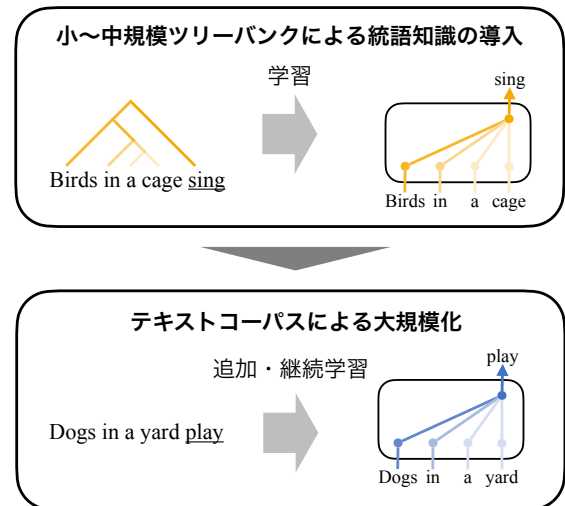 小〜中規模ツリーバンクによる統語知識の導入
学習
sing
Birds in a cage sing
Birds in a cage
テキストコーパスによる大規模化
追加・継続学習
play
Dogs in a yard play
Dogs in a yard